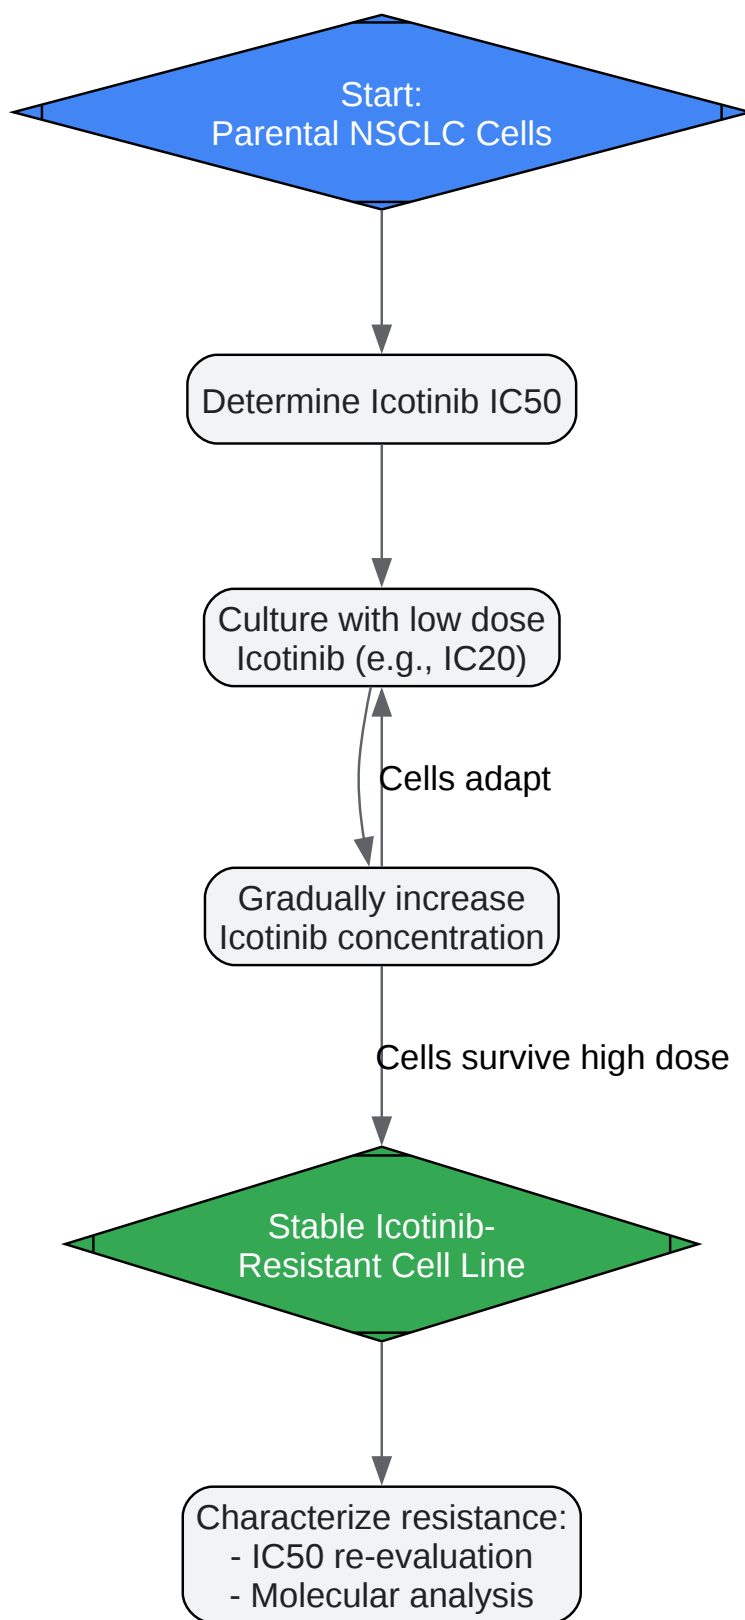 Start:
Parental NSCLC Cells
Determine Icotinib IC50
Culture with low dose
Icotinib (e.g., IC20)
Cells adapt
Gradually increase
Icotinib concentration
Cells survive high dose
Stable Icotinib-
Resistant Cell Line
Characterize resistance:
- IC50 re-evaluation
- Molecular analysis